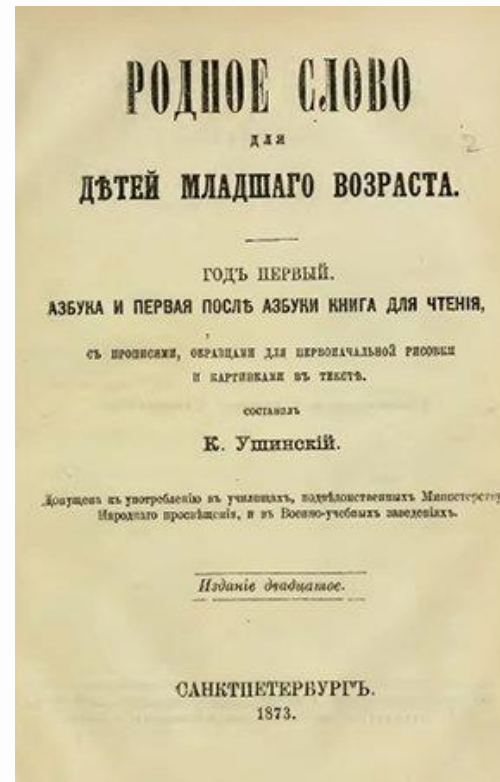 РОДНОЕ СЛОВО
ДЛЯ
ДѢТЕЙ МЛАДШАГО ВОЗРАСТА.
ГОДЪ ПЕРВЫЙ.
АЗБУКА И ПЕРВАЯ ПОСЛѢ АЗБУКИ КНИГА ДЛЯ ЧТЕНІЯ,
СЪ ПРОПИСЯМИ, ОБРАЗЦАМИ ДЛЯ ПЕРВОНАЧАЛЬНОЙ РИСОВКИ
И КАРТИНКАМИ ВЪ ТЕКСТѢ.
СОСТАВИЛЪ
К. Ушинскій.
Допущена къ употребленію въ училищахъ, подвѣдомственныхъ Министерству
Народнаго просвѣщенія, и въ Военно-учебныхъ заведеніяхъ.
Изданіе двадцатое.
САНКТПЕТЕРБУРГЪ.
1873.
2